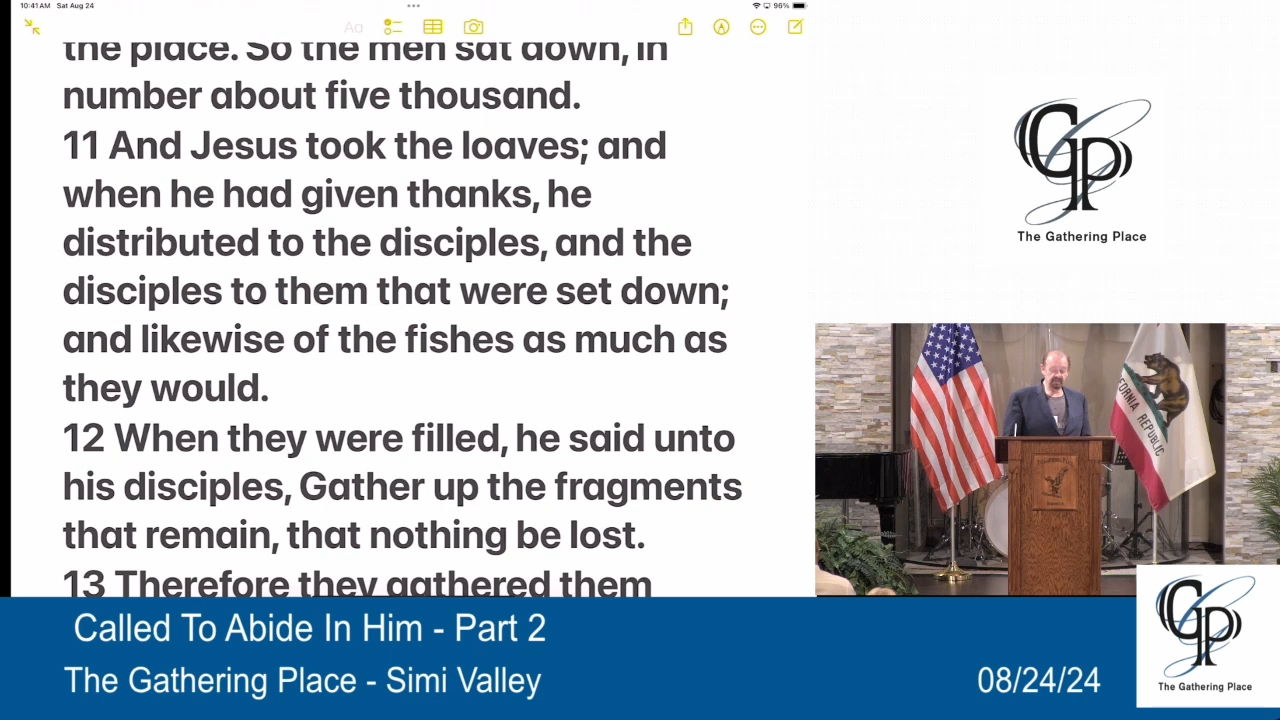 10:41 AM Sat Aug 24
96%
Aa
the place. So the men sat down, in
number about five thousand.
11 And Jesus took the loaves; and
when he had given thanks, he
distributed to the disciples, and the
disciples to them that were set down;
and likewise of the fishes as much as
they would.
12 When they were filled, he said unto
his disciples, Gather up the fragments
that remain, that nothing be lost.
13 Therefore they gathered them
GP
The Gathering Place
CALIFORNIA REPUBLIC
Called To Abide In Him - Part 2
The Gathering Place - Simi Valley
08/24/24
GP
The Gathering Place